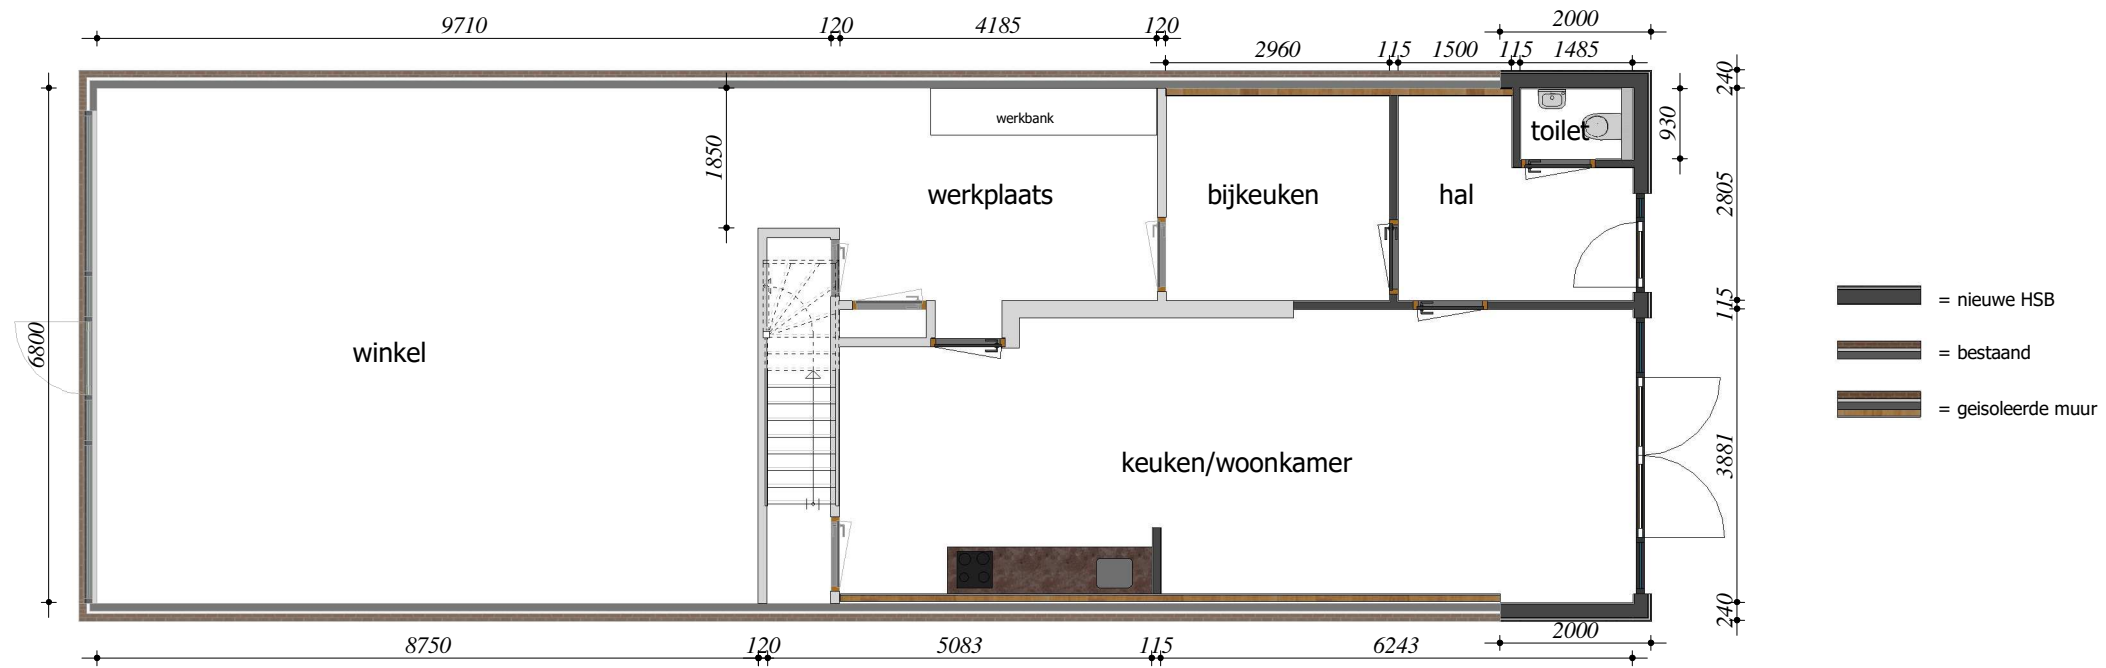 9710 120 4185 120 2000
2960 115 1500 115 1485
240
werkbank
toilet
930
1850
werkplaats
bijkeuken
hal
2805
= nieuwe HSB
115
6800
winkel
= bestaand
= geisoleerde muur
keuken/woonkamer
3881
240
8750 120 5083 115 6243 2000